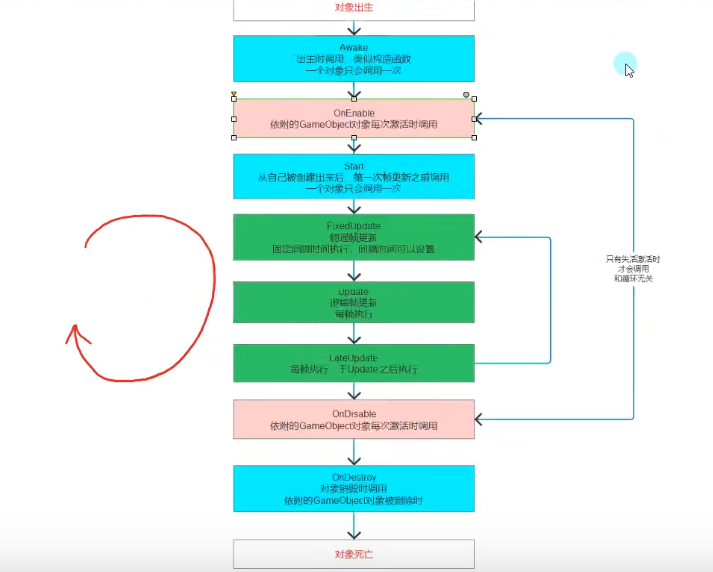 对象出生
Awake
出生时调用，类似构造函数
一个对象只会调用一次
OnEnable
依附的GameObject对象每次激活时调用
Start
从自己被创建出来后，第一次帧更新之前调用
一个对象只会调用一次
FixedUpdate
物理帧更新
固定间隔时间执行，间隔时间可以设置
Update
逻辑帧更新
每帧执行
LateUpdate
每帧执行，于Update之后执行
OnDisable
依附的GameObject对象每次激活时调用
OnDestroy
对象销毁时调用
依附的GameObject对象被删除时
对象死亡
只有失活激活时
才会调用
和循环无关